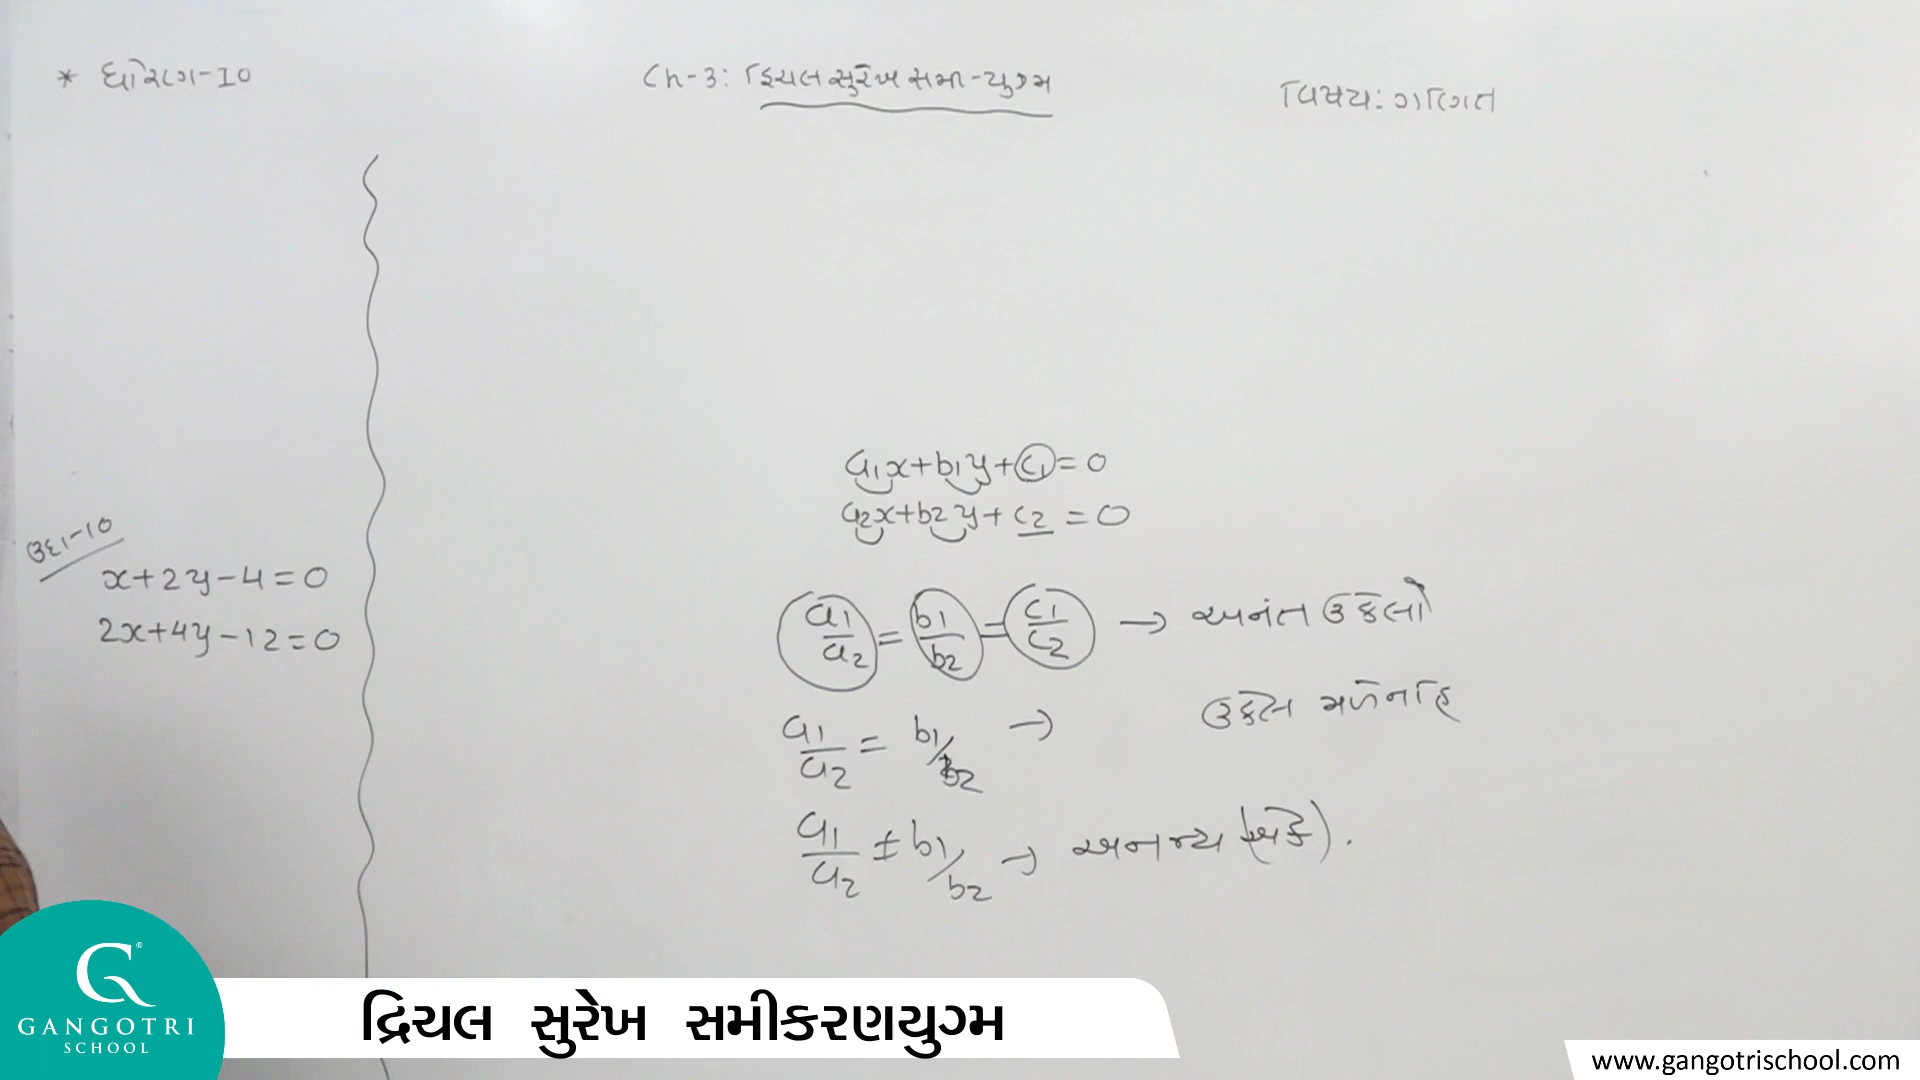 * ધોરણ-10
Ch-3: દ્વિચલ સુરેખ સમી-યુગ્મ
વિષય: ગણિત
ઉદા-10
x+2y-4=0
2x+4y-12=0
a₁x+b₁y+c₁=0
a₂x+b₂y+c₂=0
a₁/a₂ = b₁/b₂ = c₁/c₂ → અનંત ઉકેલો
a₁/a₂ = b₁/b₂ → ઉકેલ મળે નહિ
a₁/a₂ ≠ b₁/b₂ → અનન્ય
GANGOTRI
SCHOOL
દ્રિચલ સુરેખ સમીકરણયુગ્મ
www.gangotrischool.com